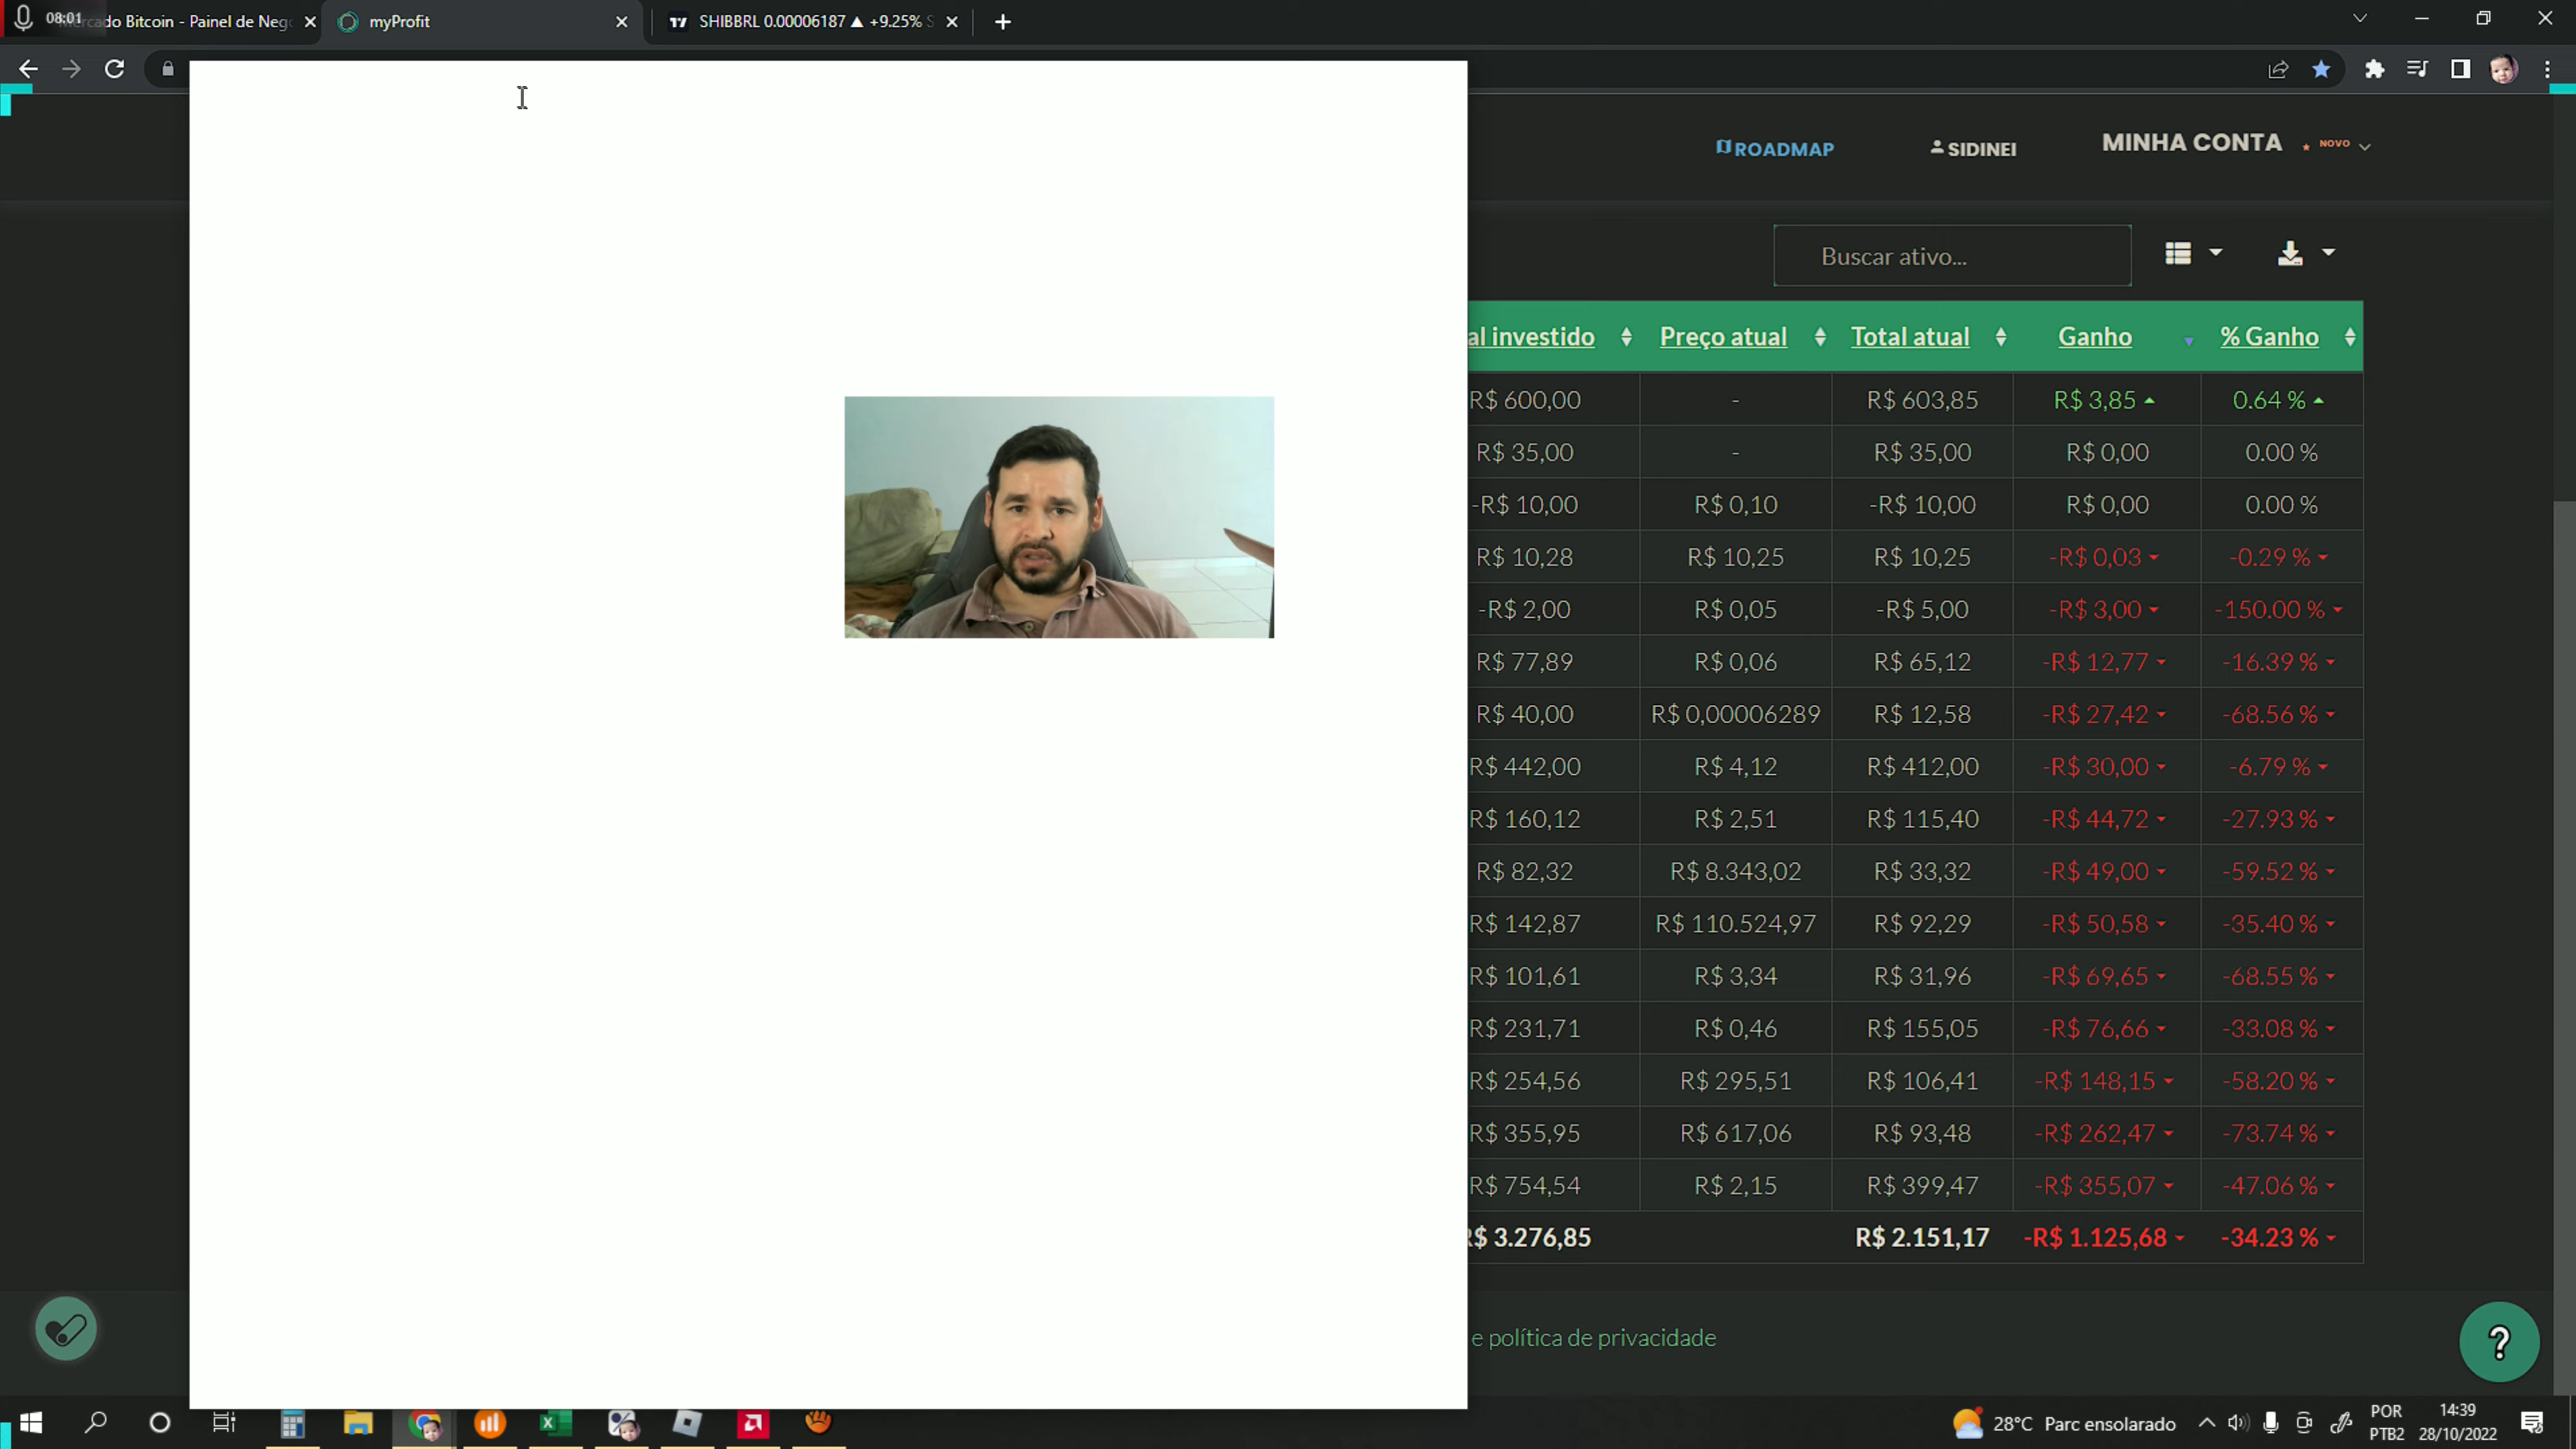 08:01
rcado Bitcoin - Painel de Neg
myProfit
SHIBBRL 0.00006187 ▲ +9.25% S
ROADMAP
SIDINEI
MINHA CONTA
NOVO
Buscar ativo...
al investido Preço atual Total atual Ganho % Ganho
R$ 600,00 - R$ 603,85 R$ 3,85 0.64 %
R$ 35,00 - R$ 35,00 R$ 0,00 0.00 %
-R$ 10,00 R$ 0,10 -R$ 10,00 R$ 0,00 0.00 %
R$ 10,28 R$ 10,25 R$ 10,25 -R$ 0,03 -0.29 %
-R$ 2,00 R$ 0,05 -R$ 5,00 -R$ 3,00 -150.00 %
R$ 77,89 R$ 0,06 R$ 65,12 -R$ 12,77 -16.39 %
R$ 40,00 R$ 0,00006289 R$ 12,58 -R$ 27,42 -68.56 %
R$ 442,00 R$ 4,12 R$ 412,00 -R$ 30,00 -6.79 %
R$ 160,12 R$ 2,51 R$ 115,40 -R$ 44,72 -27.93 %
R$ 82,32 R$ 8.343,02 R$ 33,32 -R$ 49,00 -59.52 %
R$ 142,87 R$ 110.524,97 R$ 92,29 -R$ 50,58 -35.40 %
R$ 101,61 R$ 3,34 R$ 31,96 -R$ 69,65 -68.55 %
R$ 231,71 R$ 0,46 R$ 155,05 -R$ 76,66 -33.08 %
R$ 254,56 R$ 295,51 R$ 106,41 -R$ 148,15 -58.20 %
R$ 355,95 R$ 617,06 R$ 93,48 -R$ 262,47 -73.74 %
R$ 754,54 R$ 2,15 R$ 399,47 -R$ 355,07 -47.06 %
R$ 3.276,85 R$ 2.151,17 -R$ 1.125,68 -34.23 %
e política de privacidade
28°C Parc ensolarado
POR
PTB2
14:39
28/10/2022